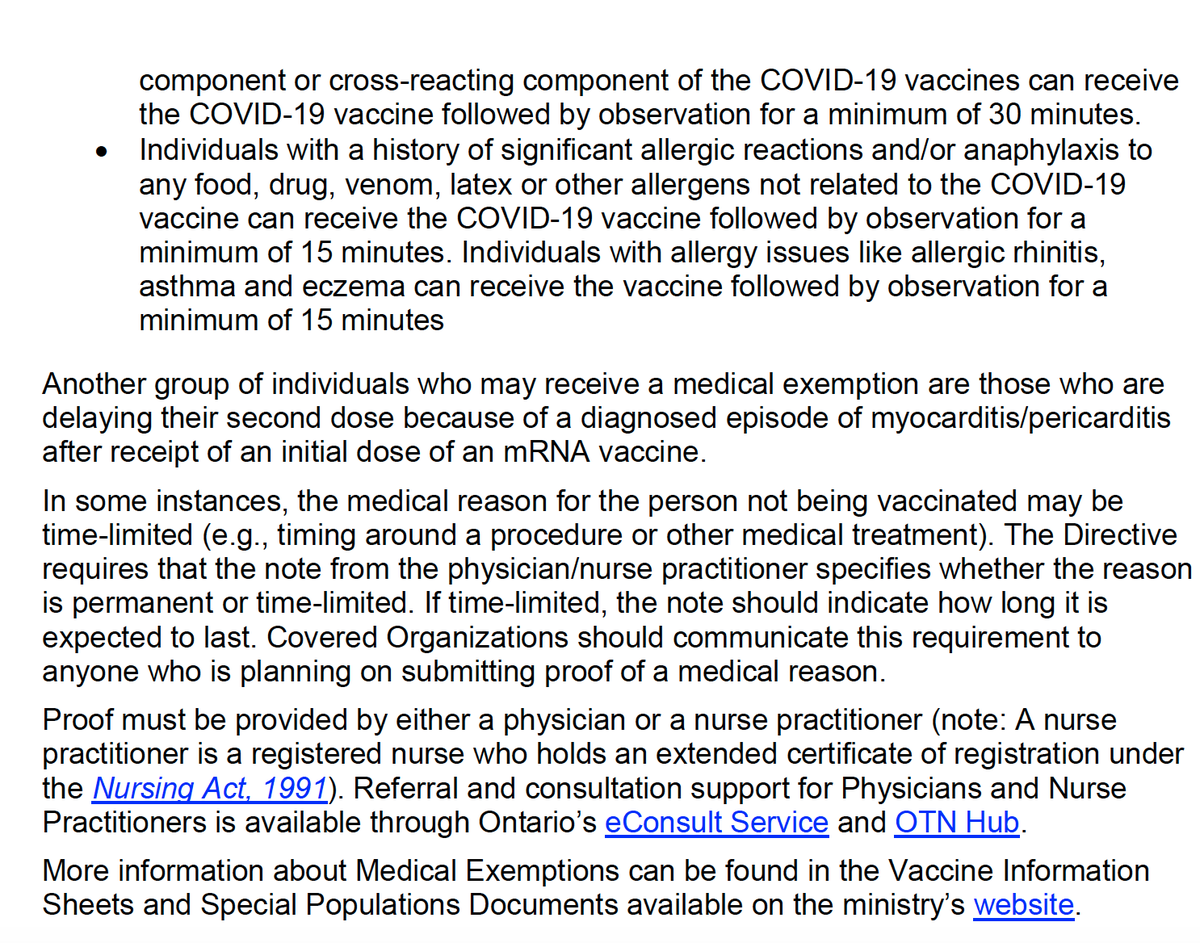 component or cross-reacting component of the COVID-19 vaccines can receive
the COVID-19 vaccine followed by observation for a minimum of 30 minutes.
• Individuals with a history of significant allergic reactions and/or anaphylaxis to
any food, drug, venom, latex or other allergens not related to the COVID-19
vaccine can receive the COVID-19 vaccine followed by observation for a
minimum of 15 minutes. Individuals with allergy issues like allergic rhinitis,
asthma and eczema can receive the vaccine followed by observation for a
minimum of 15 minutes
Another group of individuals who may receive a medical exemption are those who are
delaying their second dose because of a diagnosed episode of myocarditis/pericarditis
after receipt of an initial dose of an mRNA vaccine.
In some instances, the medical reason for the person not being vaccinated may be
time-limited (e.g., timing around a procedure or other medical treatment). The Directive
requires that the note from the physician/nurse practitioner specifies whether the reason
is permanent or time-limited. If time-limited, the note should indicate how long it is
expected to last. Covered Organizations should communicate this requirement to
anyone who is planning on submitting proof of a medical reason.
Proof must be provided by either a physician or a nurse practitioner (note: A nurse
practitioner is a registered nurse who holds an extended certificate of registration under
the Nursing Act, 1991). Referral and consultation support for Physicians and Nurse
Practitioners is available through Ontario's eConsult Service and OTN Hub.
More information about Medical Exemptions can be found in the Vaccine Information
Sheets and Special Populations Documents available on the ministry's website.